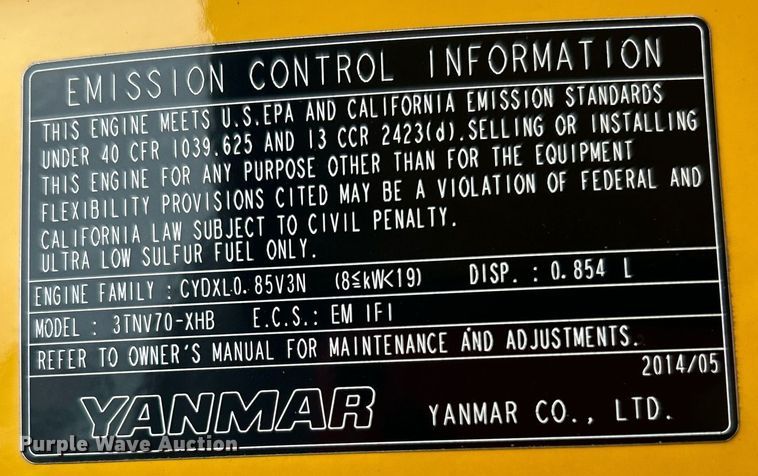 EMISSION CONTROL INFORMATION
THIS ENGINE MEETS U.S.EPA AND CALIFORNIA EMISSION STANDARDS
UNDER 40 CFR 1039.625 AND 13 CCR 2423(d).SELLING OR INSTALLING
THIS ENGINE FOR ANY PURPOSE OTHER THAN FOR THE EQUIPMENT
FLEXIBILITY PROVISIONS CITED MAY BE A VIOLATION OF FEDERAL AND
CALIFORNIA LAW SUBJECT TO CIVIL PENALTY.
ULTRA LOW SULFUR FUEL ONLY.
ENGINE FAMILY : CYDXL0.85V3N (8≦kW<19) DISP. : 0.854 L
MODEL : 3TNV70-XHB E.C.S.: EM IFI
REFER TO OWNER'S MANUAL FOR MAINTENANCE AND ADJUSTMENTS.
2014/05
YANMAR YANMAR CO., LTD.
Purple Wave Auction